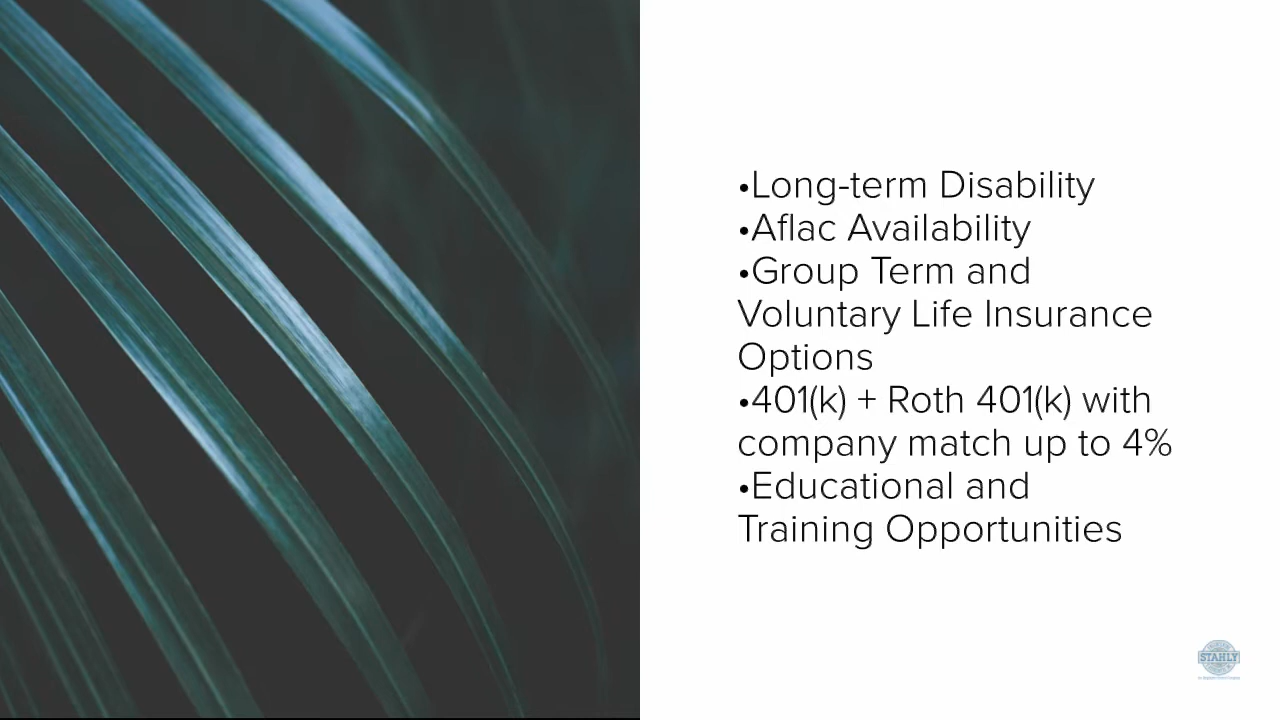 •Long-term Disability
•Aflac Availability
•Group Term and
Voluntary Life Insurance
Options
•401(k) + Roth 401(k) with
company match up to 4%
•Educational and
Training Opportunities
STAHLY